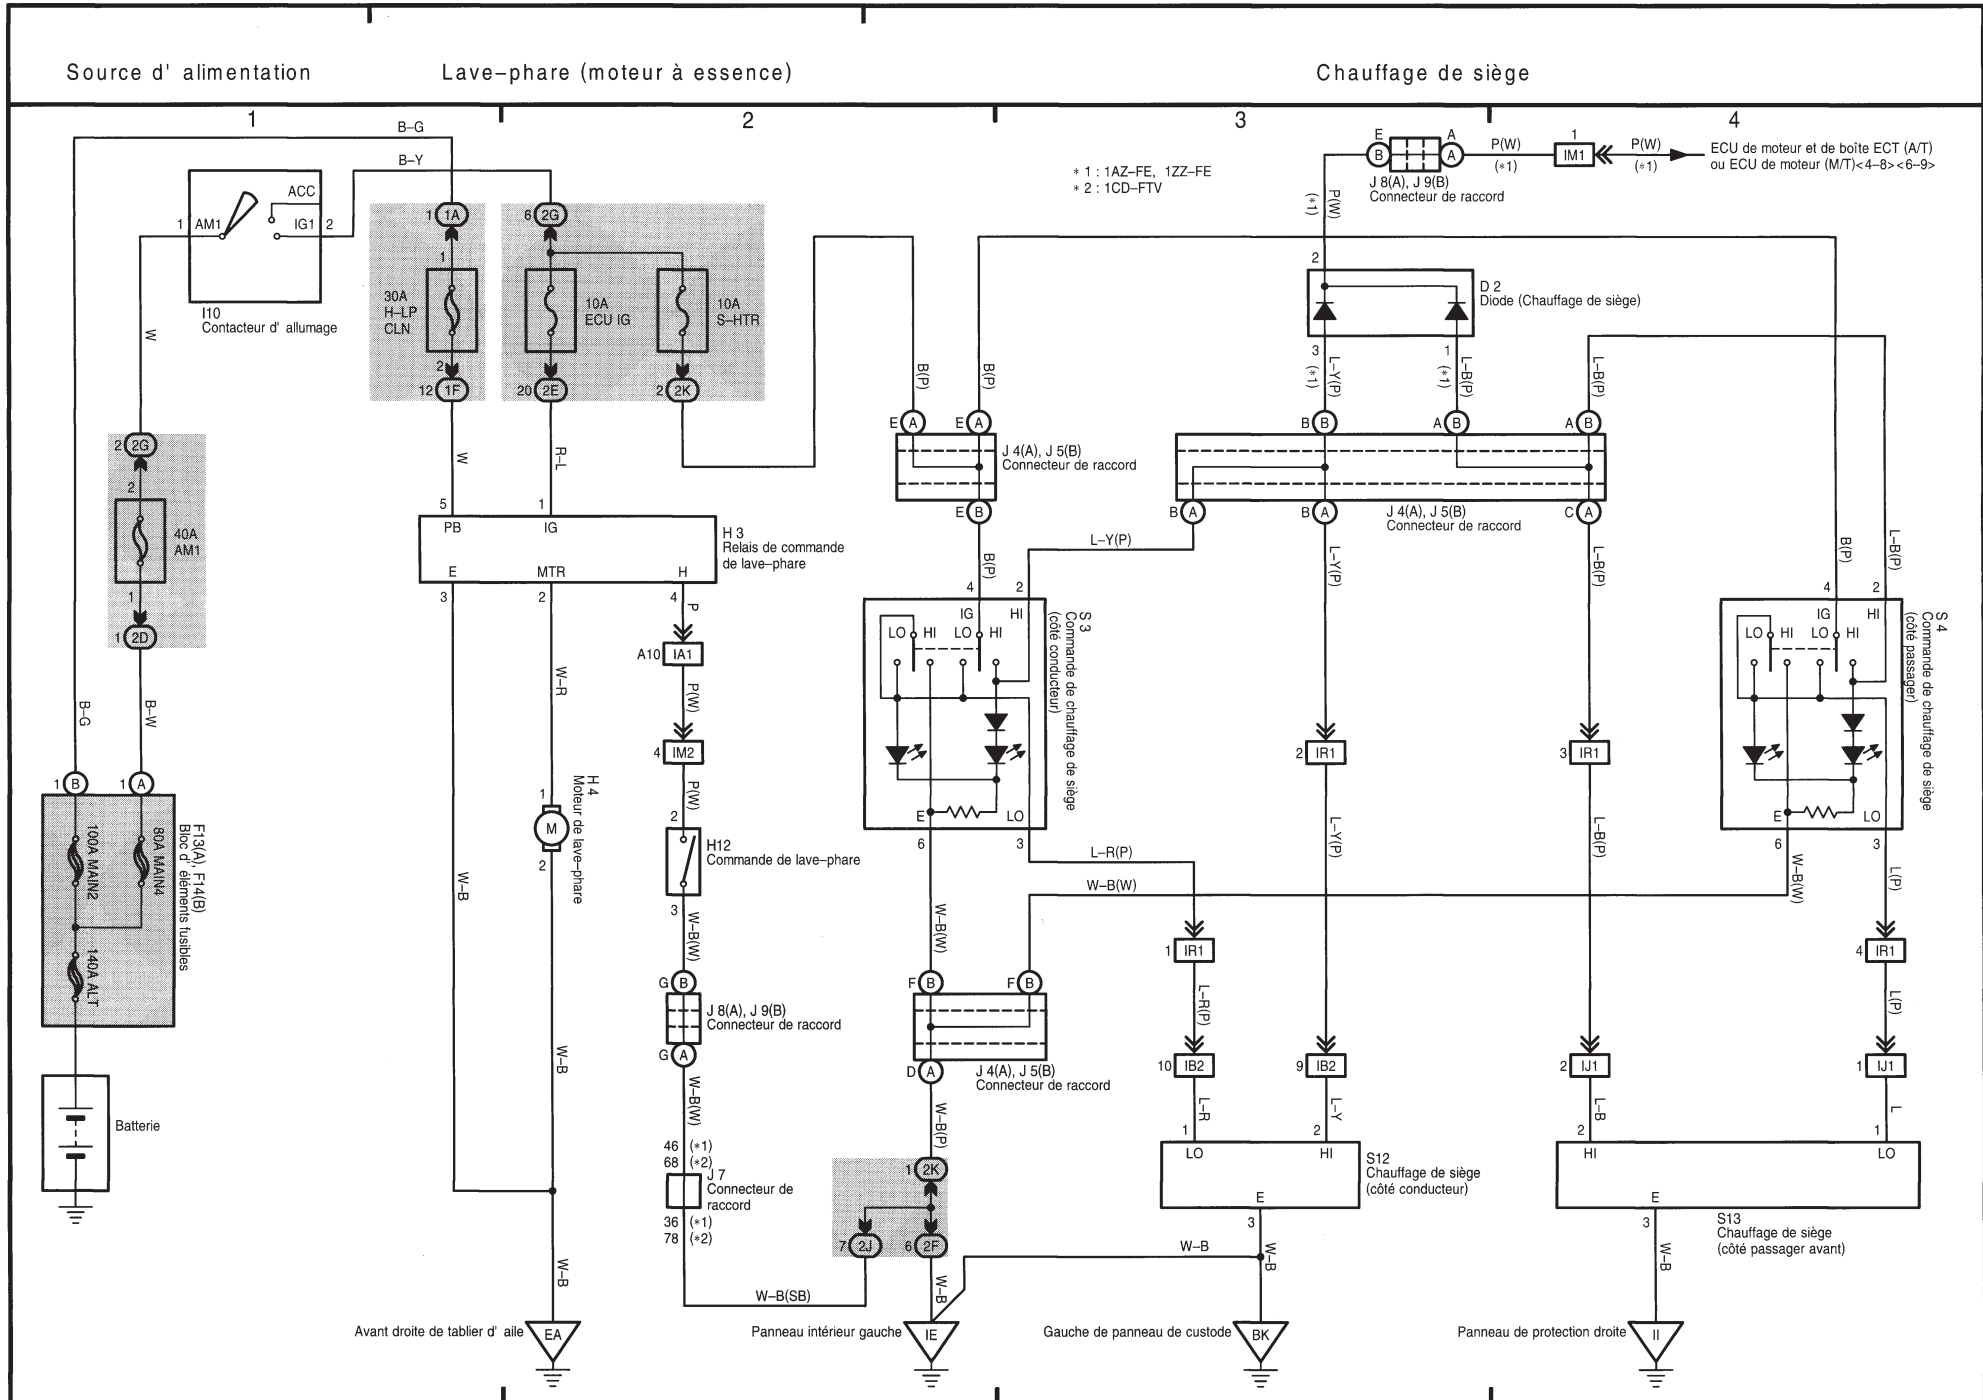 Source d' alimentation
Lave–phare (moteur à essence)
Chauffage de siège
1
2
3
4
B–G
B–Y
* 1 : 1AZ–FE, 1ZZ–FE
* 2 : 1CD–FTV
E
B
A
A
J 8(A), J 9(B)
Connecteur de raccord
P(W)
(*1)
1
IM1
P(W)
(*1)
ECU de moteur et de boîte ECT (A/T)
ou ECU de moteur (M/T)<4–8><6–9>
P(W)
(*1)
1
AM1
ACC
IG1
2
I10
Contacteur d' allumage
1
1A
1
30A
H–LP
CLN
2
12
1F
6
2G
10A
ECU IG
20
2E
10A
S–HTR
2
2K
W
2
D 2
Diode (Chauffage de siège)
3
1
L–Y(P)
(*1)
L–B(P)
(*1)
L–B(P)
B(P)
B(P)
E
A
E
A
J 4(A), J 5(B)
Connecteur de raccord
E
B
B
B
A
B
A
B
B
A
B
A
C
A
J 4(A), J 5(B)
Connecteur de raccord
2
2G
2
40A
AM1
1
1
2D
W
R–L
5
1
PB
IG
E
MTR
H
H 3
Relais de commande
de lave–phare
3
2
4
P
A10
IA1
P(W)
4
IM2
P(W)
2
H12
Commande de lave–phare
3
W–B(W)
G
B
J 8(A), J 9(B)
Connecteur de raccord
G
A
W–B(W)
46 (*1)
68 (*2)
J 7
Connecteur de
raccord
36 (*1)
78 (*2)
W–B(SB)
W–R
1
M
2
H 4
Moteur de lave–phare
W–B
W–B
W–B
Avant droite de tablier d' aile
EA
B–G
B–W
1
B
1
A
100A MAIN2
80A MAIN4
140A ALT
F13(A), F14(B)
Bloc d' éléments fusibles
Batterie
B(P)
L–Y(P)
4
2
IG
HI
LO
HI
LO
HI
E
LO
6
3
S 3
Commande de chauffage de siège
(côté conducteur)
L–R(P)
W–B(W)
W–B(W)
F
B
F
B
D
A
J 4(A), J 5(B)
Connecteur de raccord
W–B(P)
1
2K
7
2J
6
2F
W–B
Panneau intérieur gauche
IE
L–Y(P)
L–B(P)
2
IR1
3
IR1
L–Y(P)
L–B(P)
1
IR1
L–R(P)
10
IB2
9
IB2
L–R
L–Y
1
2
LO
HI
E
3
S12
Chauffage de siège
(côté conducteur)
W–B
W–B
Gauche de panneau de custode
BK
B(P)
L–B(P)
4
2
IG
HI
LO
HI
LO
HI
E
LO
6
3
S 4
Commande de chauffage de siège
(côté passager)
W–B(W)
L(P)
4
IR1
L(P)
2
IJ1
1
IJ1
L–B
L
2
1
HI
LO
E
3
S13
Chauffage de siège
(côté passager avant)
W–B
Panneau de protection droite
II